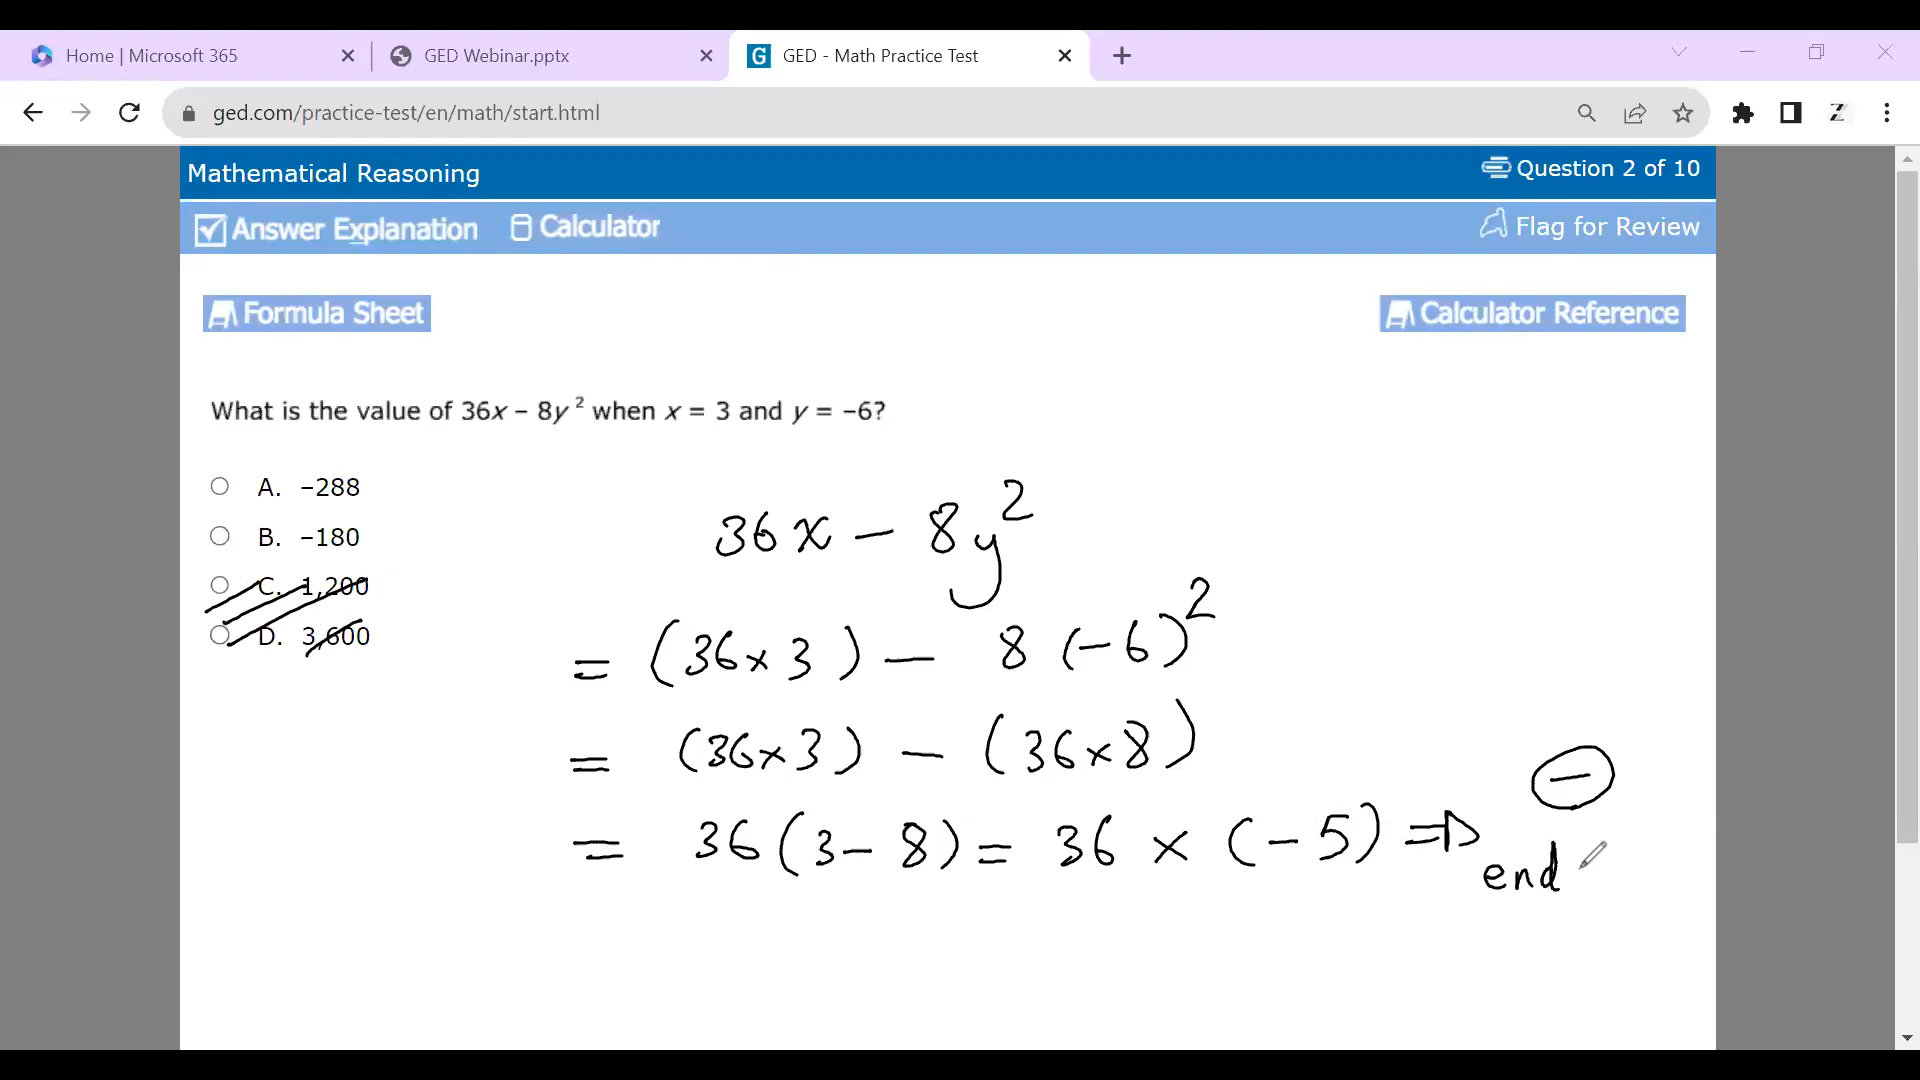 Home | Microsoft 365
GED Webinar.pptx
GED - Math Practice Test
ged.com/practice-test/en/math/start.html
Mathematical Reasoning
Question 2 of 10
Answer Explanation
Calculator
Flag for Review
Formula Sheet
Calculator Reference
What is the value of 36x – 8y² when x = 3 and y = –6?
A. –288
B. –180
C. 1,200
D. 3,600
36x – 8y²
= (36×3) – 8(–6)²
= (36×3) – (36×8)
–
= 36(3–8) = 36 × (–5) ⇒
end